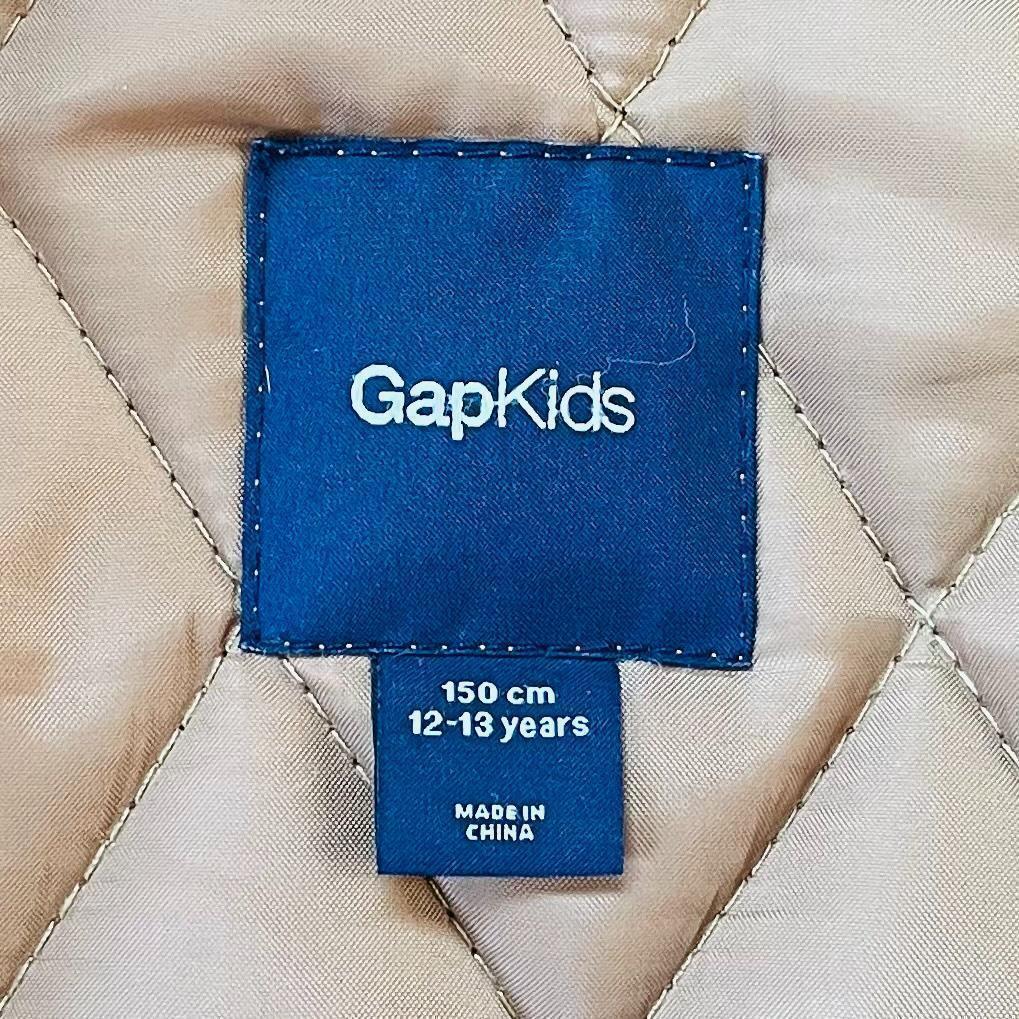 GapKids
150 cm
12-13 years
MADE IN
CHINA